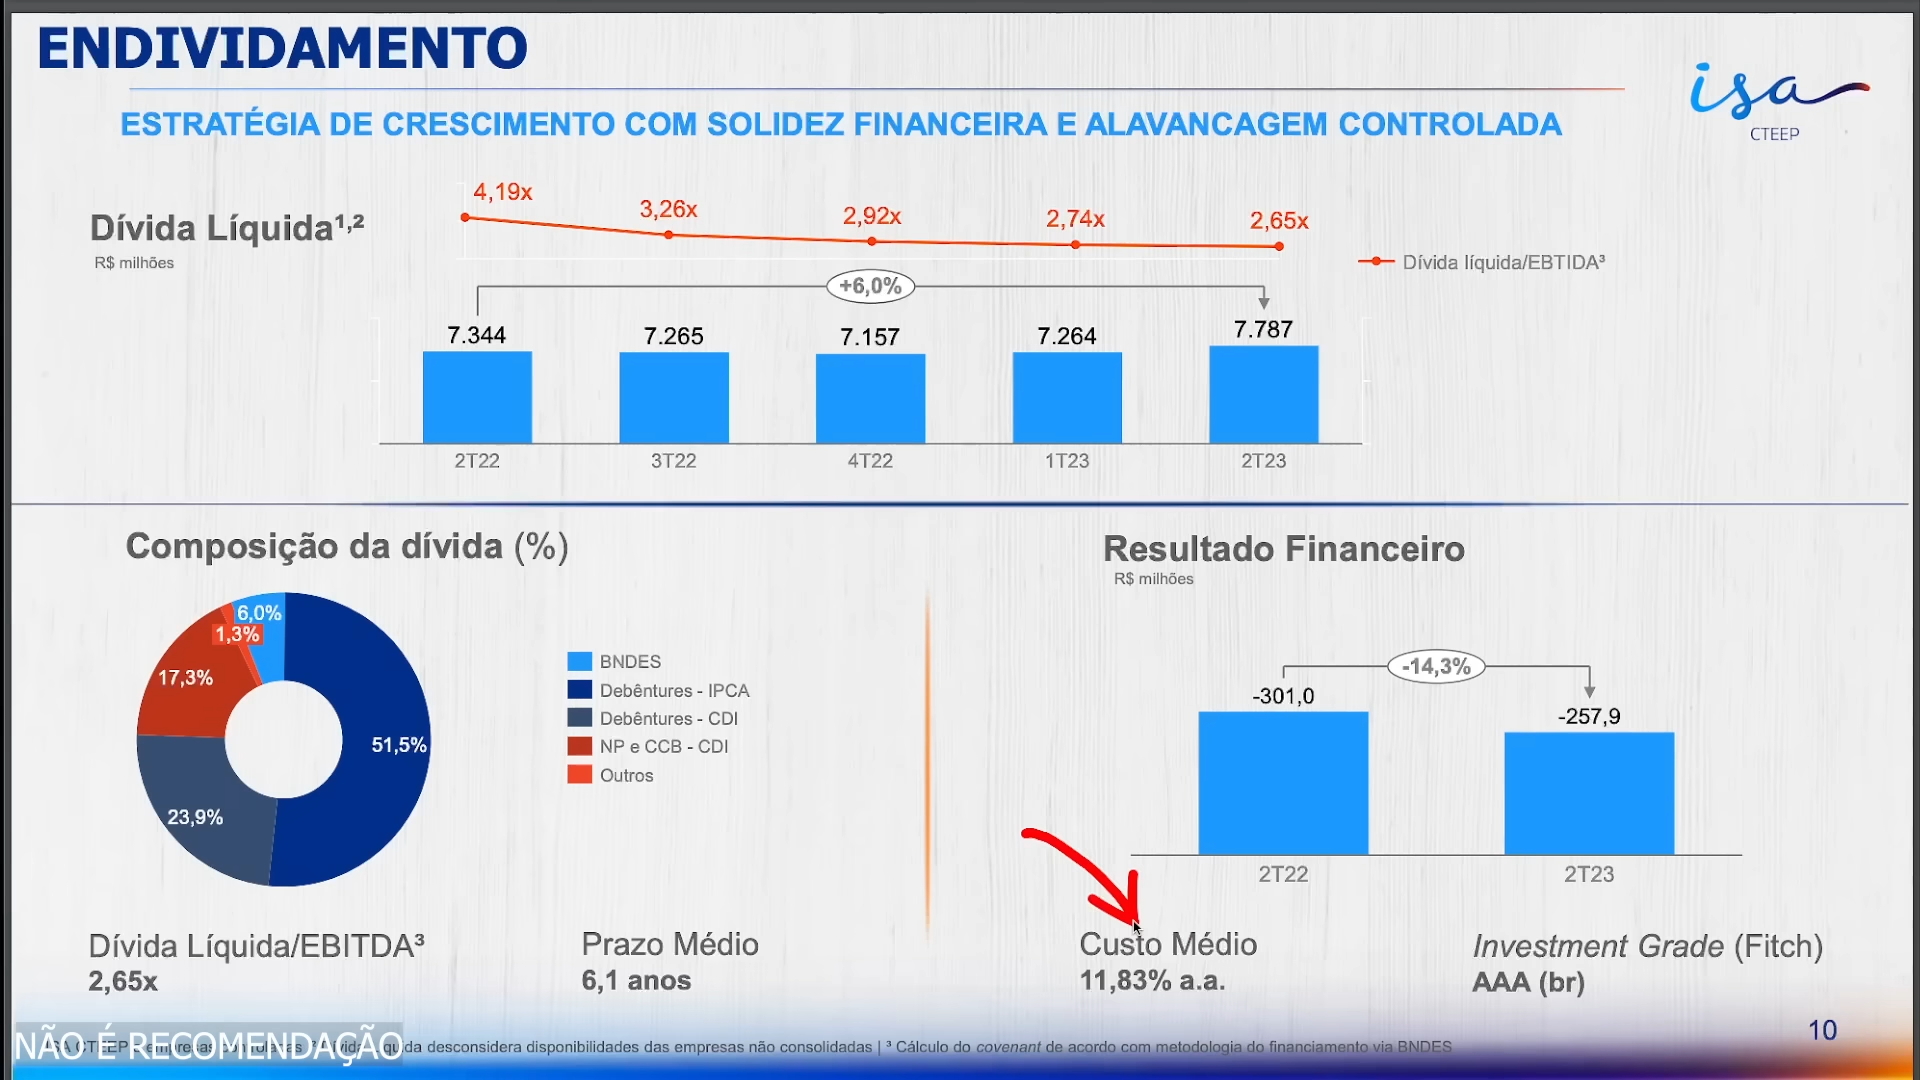 ENDIVIDAMENTO
isa
CTEEP
ESTRATÉGIA DE CRESCIMENTO COM SOLIDEZ FINANCEIRA E ALAVANCAGEM CONTROLADA
Dívida Líquida¹,²
R$ milhões
4,19x 3,26x 2,92x 2,74x 2,65x
Dívida líquida/EBTIDA³
+6,0%
7.344 7.265 7.157 7.264 7.787
2T22 3T22 4T22 1T23 2T23
Composição da dívida (%)
6,0%
1,3%
17,3%
51,5%
23,9%
BNDES
Debêntures - IPCA
Debêntures - CDI
NP e CCB - CDI
Outros
Resultado Financeiro
R$ milhões
-14,3%
-301,0 -257,9
2T22 2T23
Dívida Líquida/EBITDA³
2,65x
Prazo Médio
6,1 anos
Custo Médio
11,83% a.a.
Investment Grade (Fitch)
AAA (br)
10
NÃO É RECOMENDAÇÃO
desconsidera disponibilidades das empresas não consolidadas | ³ Cálculo do covenant de acordo com metodologia do financiamento via BNDES